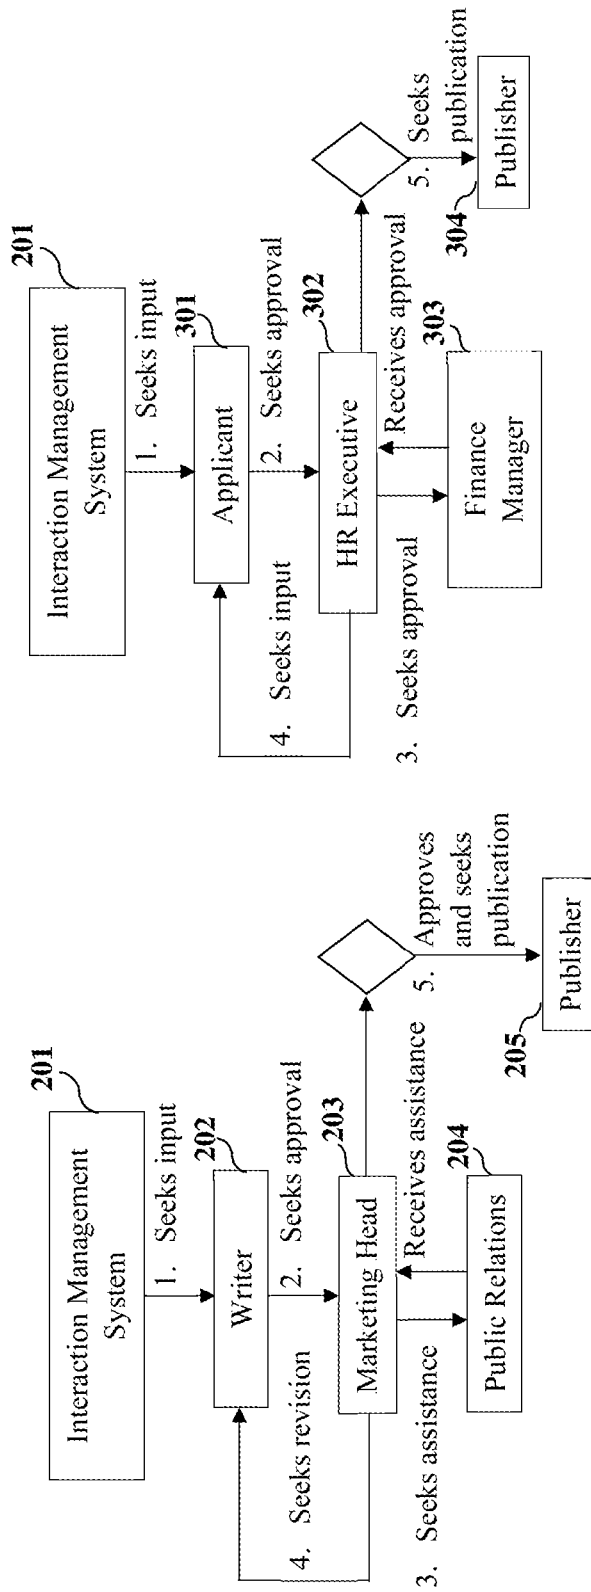 201
Interaction Management
System
1. Seeks input
202
Writer
4. Seeks revision
2. Seeks approval
203
Marketing Head
3. Seeks assistance
Receives assistance
204
Public Relations
5. Approves
and seeks
publication
205
Publisher
201
Interaction Management
System
1. Seeks input
301
Applicant
4. Seeks input
2. Seeks approval
302
HR Executive
3. Seeks approval
Receives approval
303
Finance
Manager
5. Seeks
publication
304
Publisher